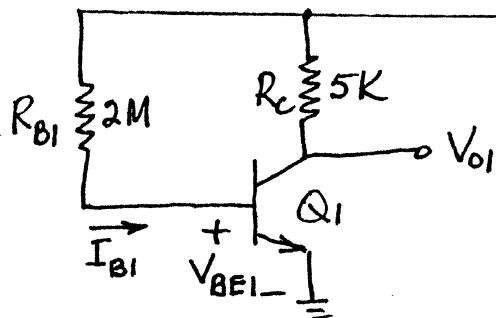 R_B1 2M
R_C 5K
V_O1
Q1
I_B1
+
V_BE1 −